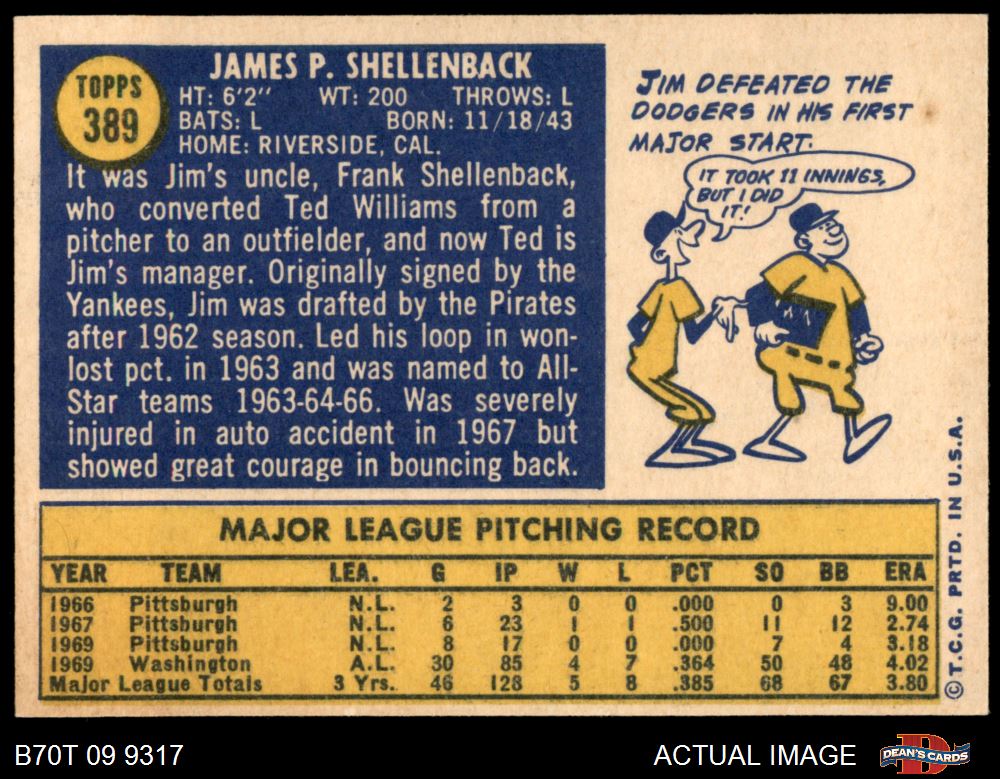 TOPPS
389
JAMES P. SHELLENBACK
HT: 6'2" WT: 200 THROWS: L
BATS: L BORN: 11/18/43
HOME: RIVERSIDE, CAL.
It was Jim's uncle, Frank Shellenback,
who converted Ted Williams from a
pitcher to an outfielder, and now Ted is
Jim's manager. Originally signed by the
Yankees, Jim was drafted by the Pirates
after 1962 season. Led his loop in won-
lost pct. in 1963 and was named to All-
Star teams 1963-64-66. Was severely
injured in auto accident in 1967 but
showed great courage in bouncing back.
JIM DEFEATED THE
DODGERS IN HIS FIRST
MAJOR START.
IT TOOK 11 INNINGS,
BUT I DID
IT!
MAJOR LEAGUE PITCHING RECORD
YEAR TEAM LEA. G IP W L PCT SO BB ERA
1966 Pittsburgh N.L. 2 3 0 0 .000 0 3 9.00
1967 Pittsburgh N.L. 6 23 1 1 .500 11 12 2.74
1969 Pittsburgh N.L. 8 17 0 0 .000 7 4 3.18
1969 Washington A.L. 30 85 4 7 .364 50 48 4.02
Major League Totals 3 Yrs. 46 128 5 8 .385 68 67 3.80
© T.C.G. PRTD. IN U.S.A.
B70T 09 9317
ACTUAL IMAGE
DEAN'S CARDS